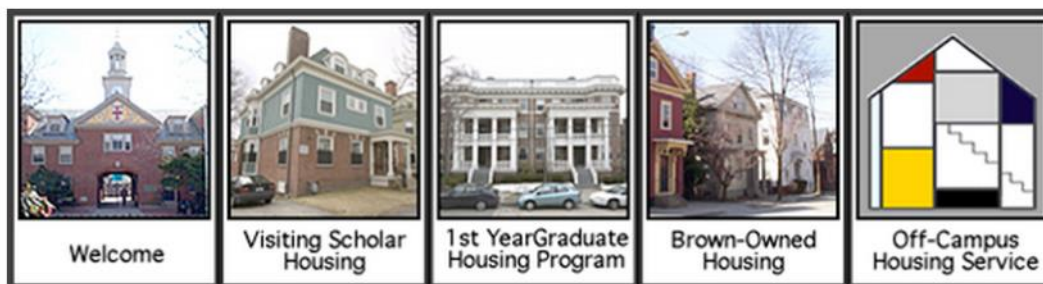 Welcome
Visiting Scholar
Housing
1st YearGraduate
Housing Program
Brown-Owned
Housing
Off-Campus
Housing Service